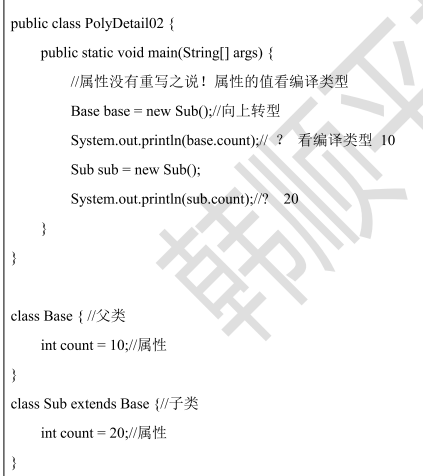 public class PolyDetail02 {
public static void main(String[] args) {
//属性没有重写之说！属性的值看编译类型
Base base = new Sub();//向上转型
System.out.println(base.count);// ？ 看编译类型 10
Sub sub = new Sub();
System.out.println(sub.count);//? 20
}
}
class Base { //父类
int count = 10;//属性
}
class Sub extends Base {//子类
int count = 20;//属性
}
韩顺平